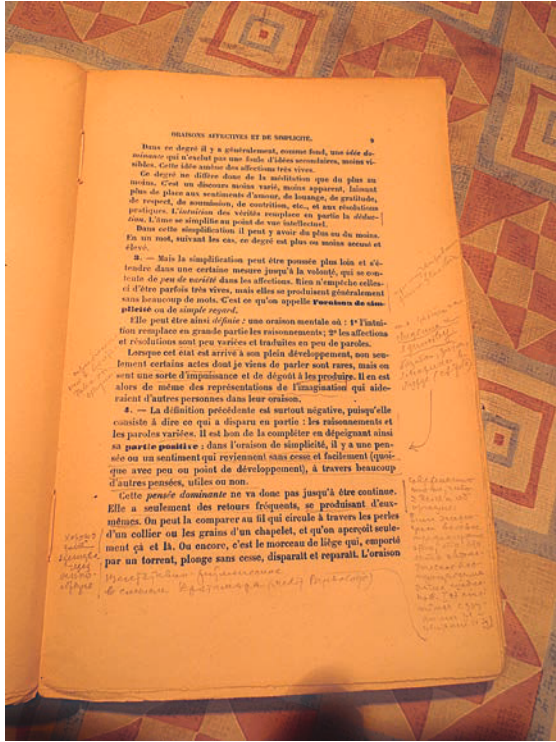 ORAISONS AFFECTIVES ET DE SIMPLICITÉ. 9
Dans ce degré il y a généralement, comme fond, une idée do-
minante qui n'exclut pas une foule d'idées secondaires, moins vi-
sibles. Cette idée amène des affections très vives.
Ce degré ne diffère donc de la méditation que du plus au
moins. C'est un discours moins varié, moins apparent, laissant
plus de place aux sentiments d'amour, de louange, de gratitude,
de respect, de soumission, de contrition, etc., et aux résolutions
pratiques. L'intuition des vérités remplace en partie la déduc-
tion. L'âme se simplifie au point de vue intellectuel.
Dans cette simplification il peut y avoir du plus ou du moins.
En un mot, suivant les cas, ce degré est plus ou moins accusé et
élevé.
3. — Mais la simplification peut être poussée plus loin et s'é-
tendre dans une certaine mesure jusqu'à la volonté, qui se con-
tente de peu de variété dans les affections. Rien n'empêche celles-
ci d'être parfois très vives, mais elles se produisent généralement
sans beaucoup de mots. C'est ce qu'on appelle l'oraison de sim-
plicité ou de simple regard.
Elle peut être ainsi définie : une oraison mentale où : 1° l'intui-
tion remplace en grande partie les raisonnements; 2° les affections
et résolutions sont peu variées et traduites en peu de paroles.
Lorsque cet état est arrivé à son plein développement, non seu-
lement certains actes dont je viens de parler sont rares, mais on
sent une sorte d'impuissance et de dégoût à les produire. Il en est
alors de même des représentations de l'imagination qui aide-
raient d'autres personnes dans leur oraison.
4. — La définition précédente est surtout négative, puisqu'elle
consiste à dire ce qui a disparu en partie : les raisonnements et
les paroles variées. Il est bon de la compléter en dépeignant ainsi
sa partie positive : dans l'oraison de simplicité, il y a une pen-
sée ou un sentiment qui reviennent sans cesse et facilement (quoi-
que avec peu ou point de développement), à travers beaucoup
d'autres pensées, utiles ou non.
Cette pensée dominante ne va donc pas jusqu'à être continue.
Elle a seulement des retours fréquents, se produisant d'eux-
mêmes. On peut la comparer au fil qui circule à travers les perles
d'un collier ou les grains d'un chapelet, et qu'on aperçoit seule-
ment çà et là. Ou encore, c'est le morceau de liège qui, emporté
par un torrent, plonge sans cesse, disparaît et reparaît. L'oraison